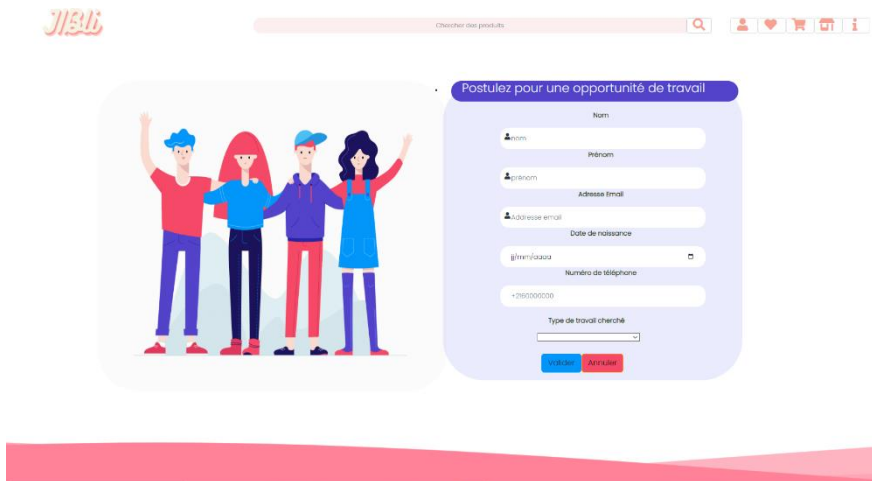 JIBLi
Chercher des produits
Postulez pour une opportunité de travail
Nom
nom
Prénom
prénom
Adresse Email
Addresse email
Date de naissance
jj/mm/aaaa
Numéro de téléphone
+2160000000
Type de travail cherché
Valider Annuler